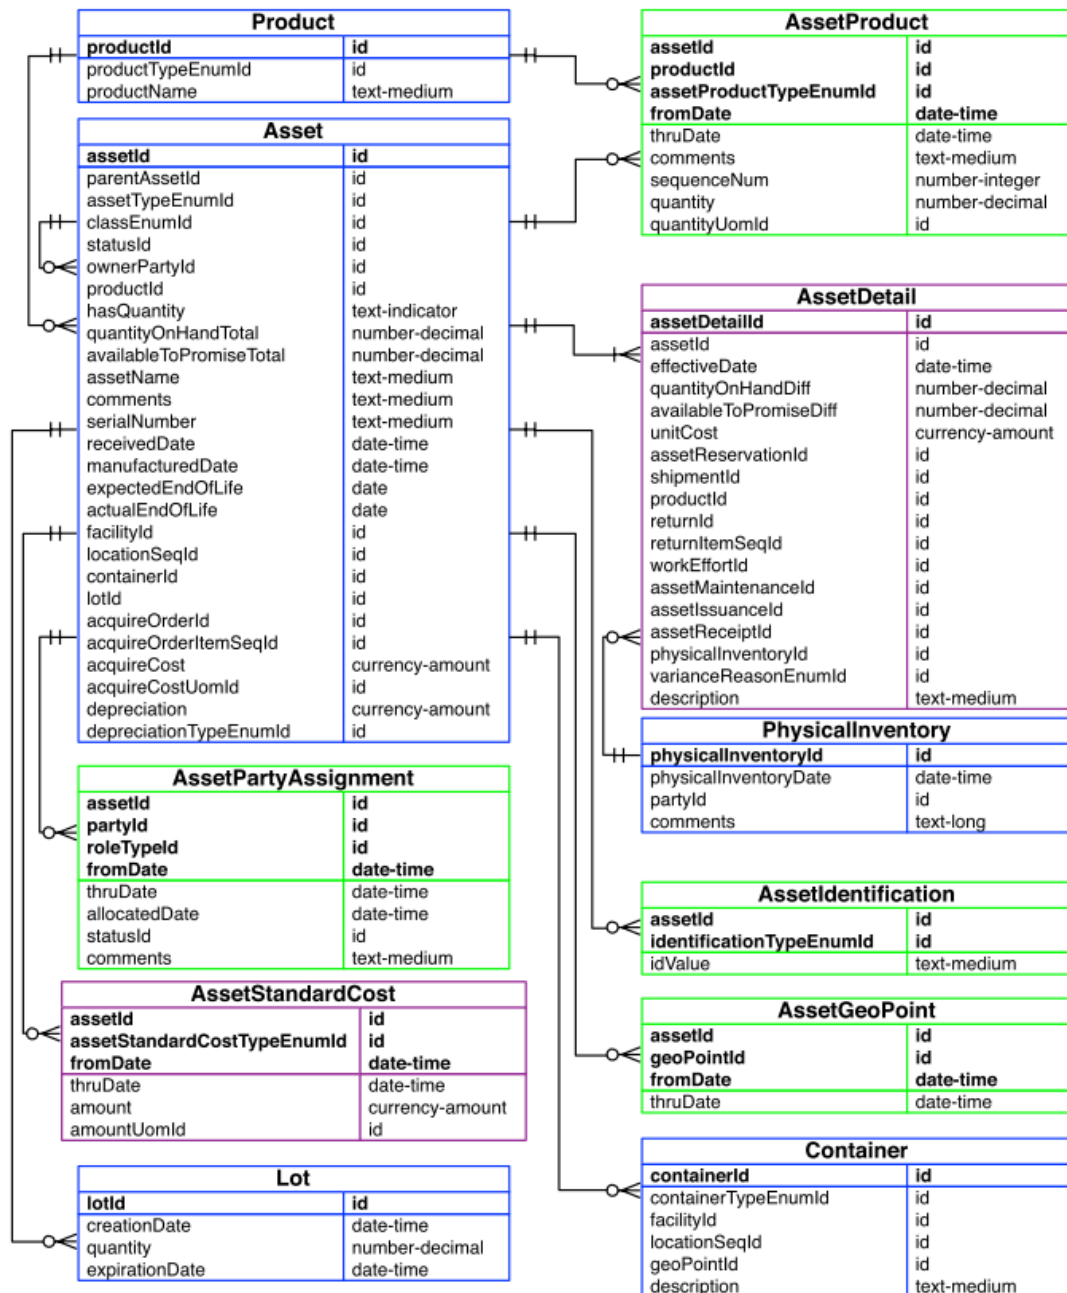 Product
productId id
productTypeEnumId id
productName text-medium
Asset
assetId id
parentAssetId id
assetTypeEnumId id
classEnumId id
statusId id
ownerPartyId id
productId id
hasQuantity text-indicator
quantityOnHandTotal number-decimal
availableToPromiseTotal number-decimal
assetName text-medium
comments text-medium
serialNumber text-medium
receivedDate date-time
manufacturedDate date-time
expectedEndOfLife date
actualEndOfLife date
facilityId id
locationSeqId id
containerId id
lotId id
acquireOrderId id
acquireOrderItemSeqId id
acquireCost currency-amount
acquireCostUomId id
depreciation currency-amount
depreciationTypeEnumId id
AssetPartyAssignment
assetId id
partyId id
roleTypeId id
fromDate date-time
thruDate date-time
allocatedDate date-time
statusId id
comments text-medium
AssetStandardCost
assetId id
assetStandardCostTypeEnumId id
fromDate date-time
thruDate date-time
amount currency-amount
amountUomId id
Lot
lotId id
creationDate date-time
quantity number-decimal
expirationDate date-time
AssetProduct
assetId id
productId id
assetProductTypeEnumId id
fromDate date-time
thruDate date-time
comments text-medium
sequenceNum number-integer
quantity number-decimal
quantityUomId id
AssetDetail
assetDetailId id
assetId id
effectiveDate date-time
quantityOnHandDiff number-decimal
availableToPromiseDiff number-decimal
unitCost currency-amount
assetReservationId id
shipmentId id
productId id
returnId id
returnItemSeqId id
workEffortId id
assetMaintenanceId id
assetIssuanceId id
assetReceiptId id
physicalInventoryId id
varianceReasonEnumId id
description text-medium
PhysicalInventory
physicalInventoryId id
physicalInventoryDate date-time
partyId id
comments text-long
AssetIdentification
assetId id
identificationTypeEnumId id
idValue text-medium
AssetGeoPoint
assetId id
geoPointId id
fromDate date-time
thruDate date-time
Container
containerId id
containerTypeEnumId id
facilityId id
locationSeqId id
geoPointId id
description text-medium